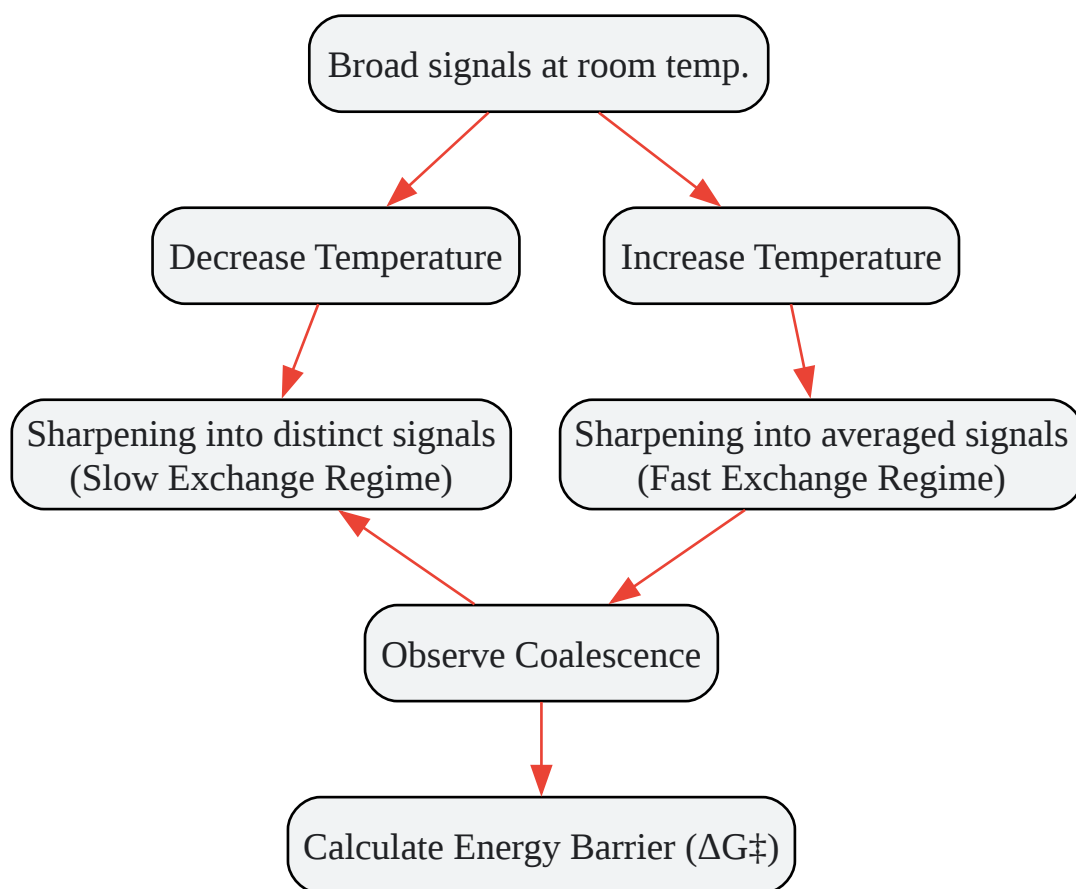 Broad signals at room temp.
Decrease Temperature
Increase Temperature
Sharpening into distinct signals
(Slow Exchange Regime)
Sharpening into averaged signals
(Fast Exchange Regime)
Observe Coalescence
Calculate Energy Barrier (ΔG‡)